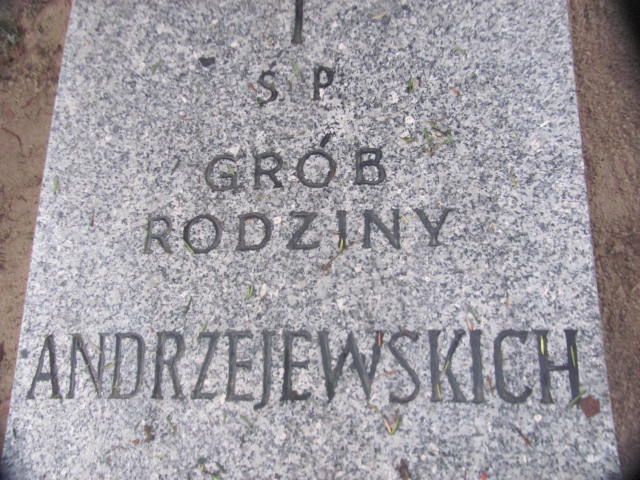 Ś P
GRÓB
RODZINY
ANDRZEJEWSKICH